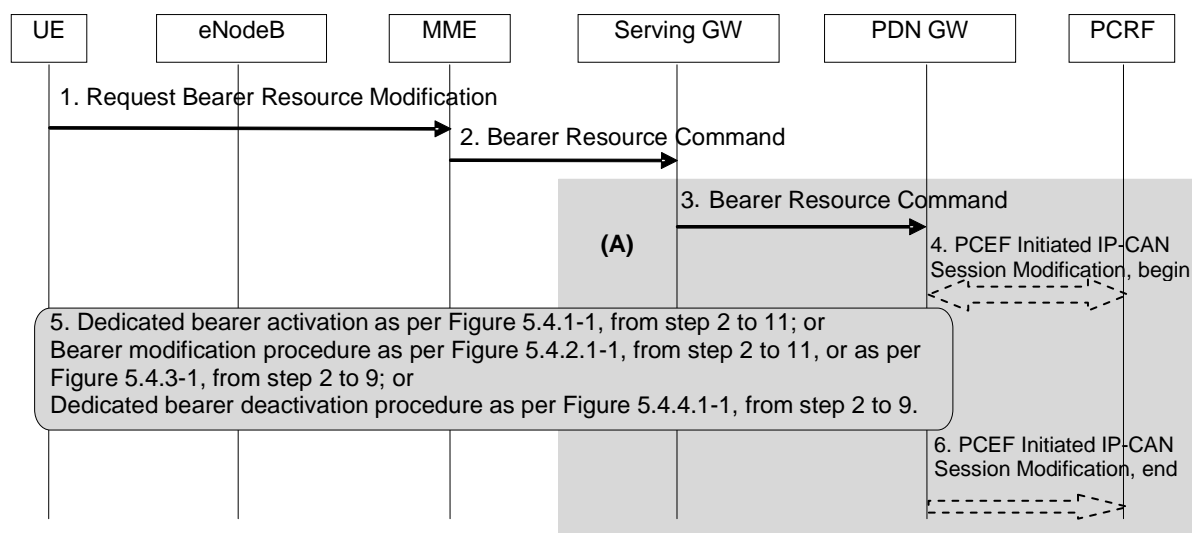 UE
eNodeB
MME
Serving GW
PDN GW
PCRF
1. Request Bearer Resource Modification
2. Bearer Resource Command
3. Bearer Resource Command
(A)
4. PCEF Initiated IP-CAN
Session Modification, begin
5. Dedicated bearer activation as per Figure 5.4.1-1, from step 2 to 11; or
Bearer modification procedure as per Figure 5.4.2.1-1, from step 2 to 11, or as per
Figure 5.4.3-1, from step 2 to 9; or
Dedicated bearer deactivation procedure as per Figure 5.4.4.1-1, from step 2 to 9.
6. PCEF Initiated IP-CAN
Session Modification, end